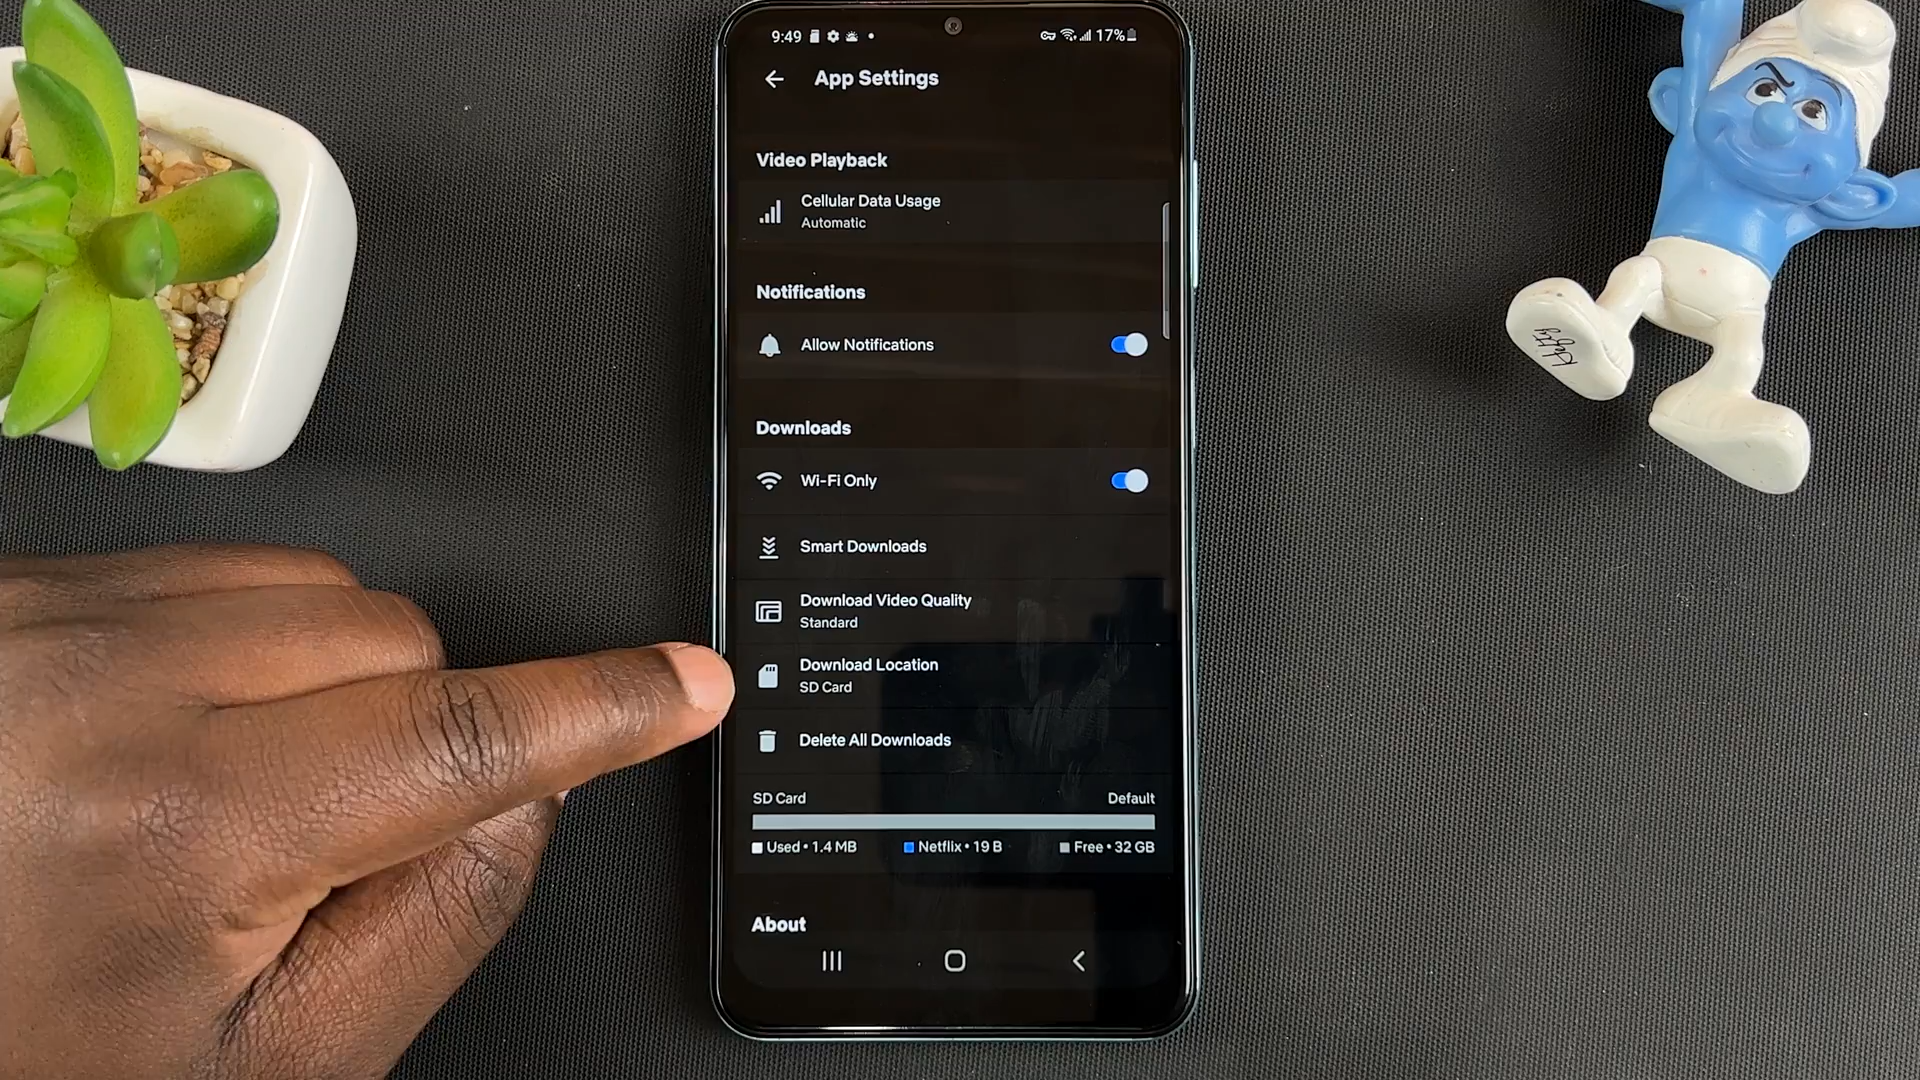 9:49
17%
App Settings
Video Playback
Cellular Data Usage
Automatic
Notifications
Allow Notifications
Downloads
Wi-Fi Only
Smart Downloads
Download Video Quality
Standard
Download Location
SD Card
Delete All Downloads
SD Card Default
Used • 1.4 MB Netflix • 19 B Free • 32 GB
About
Hefty